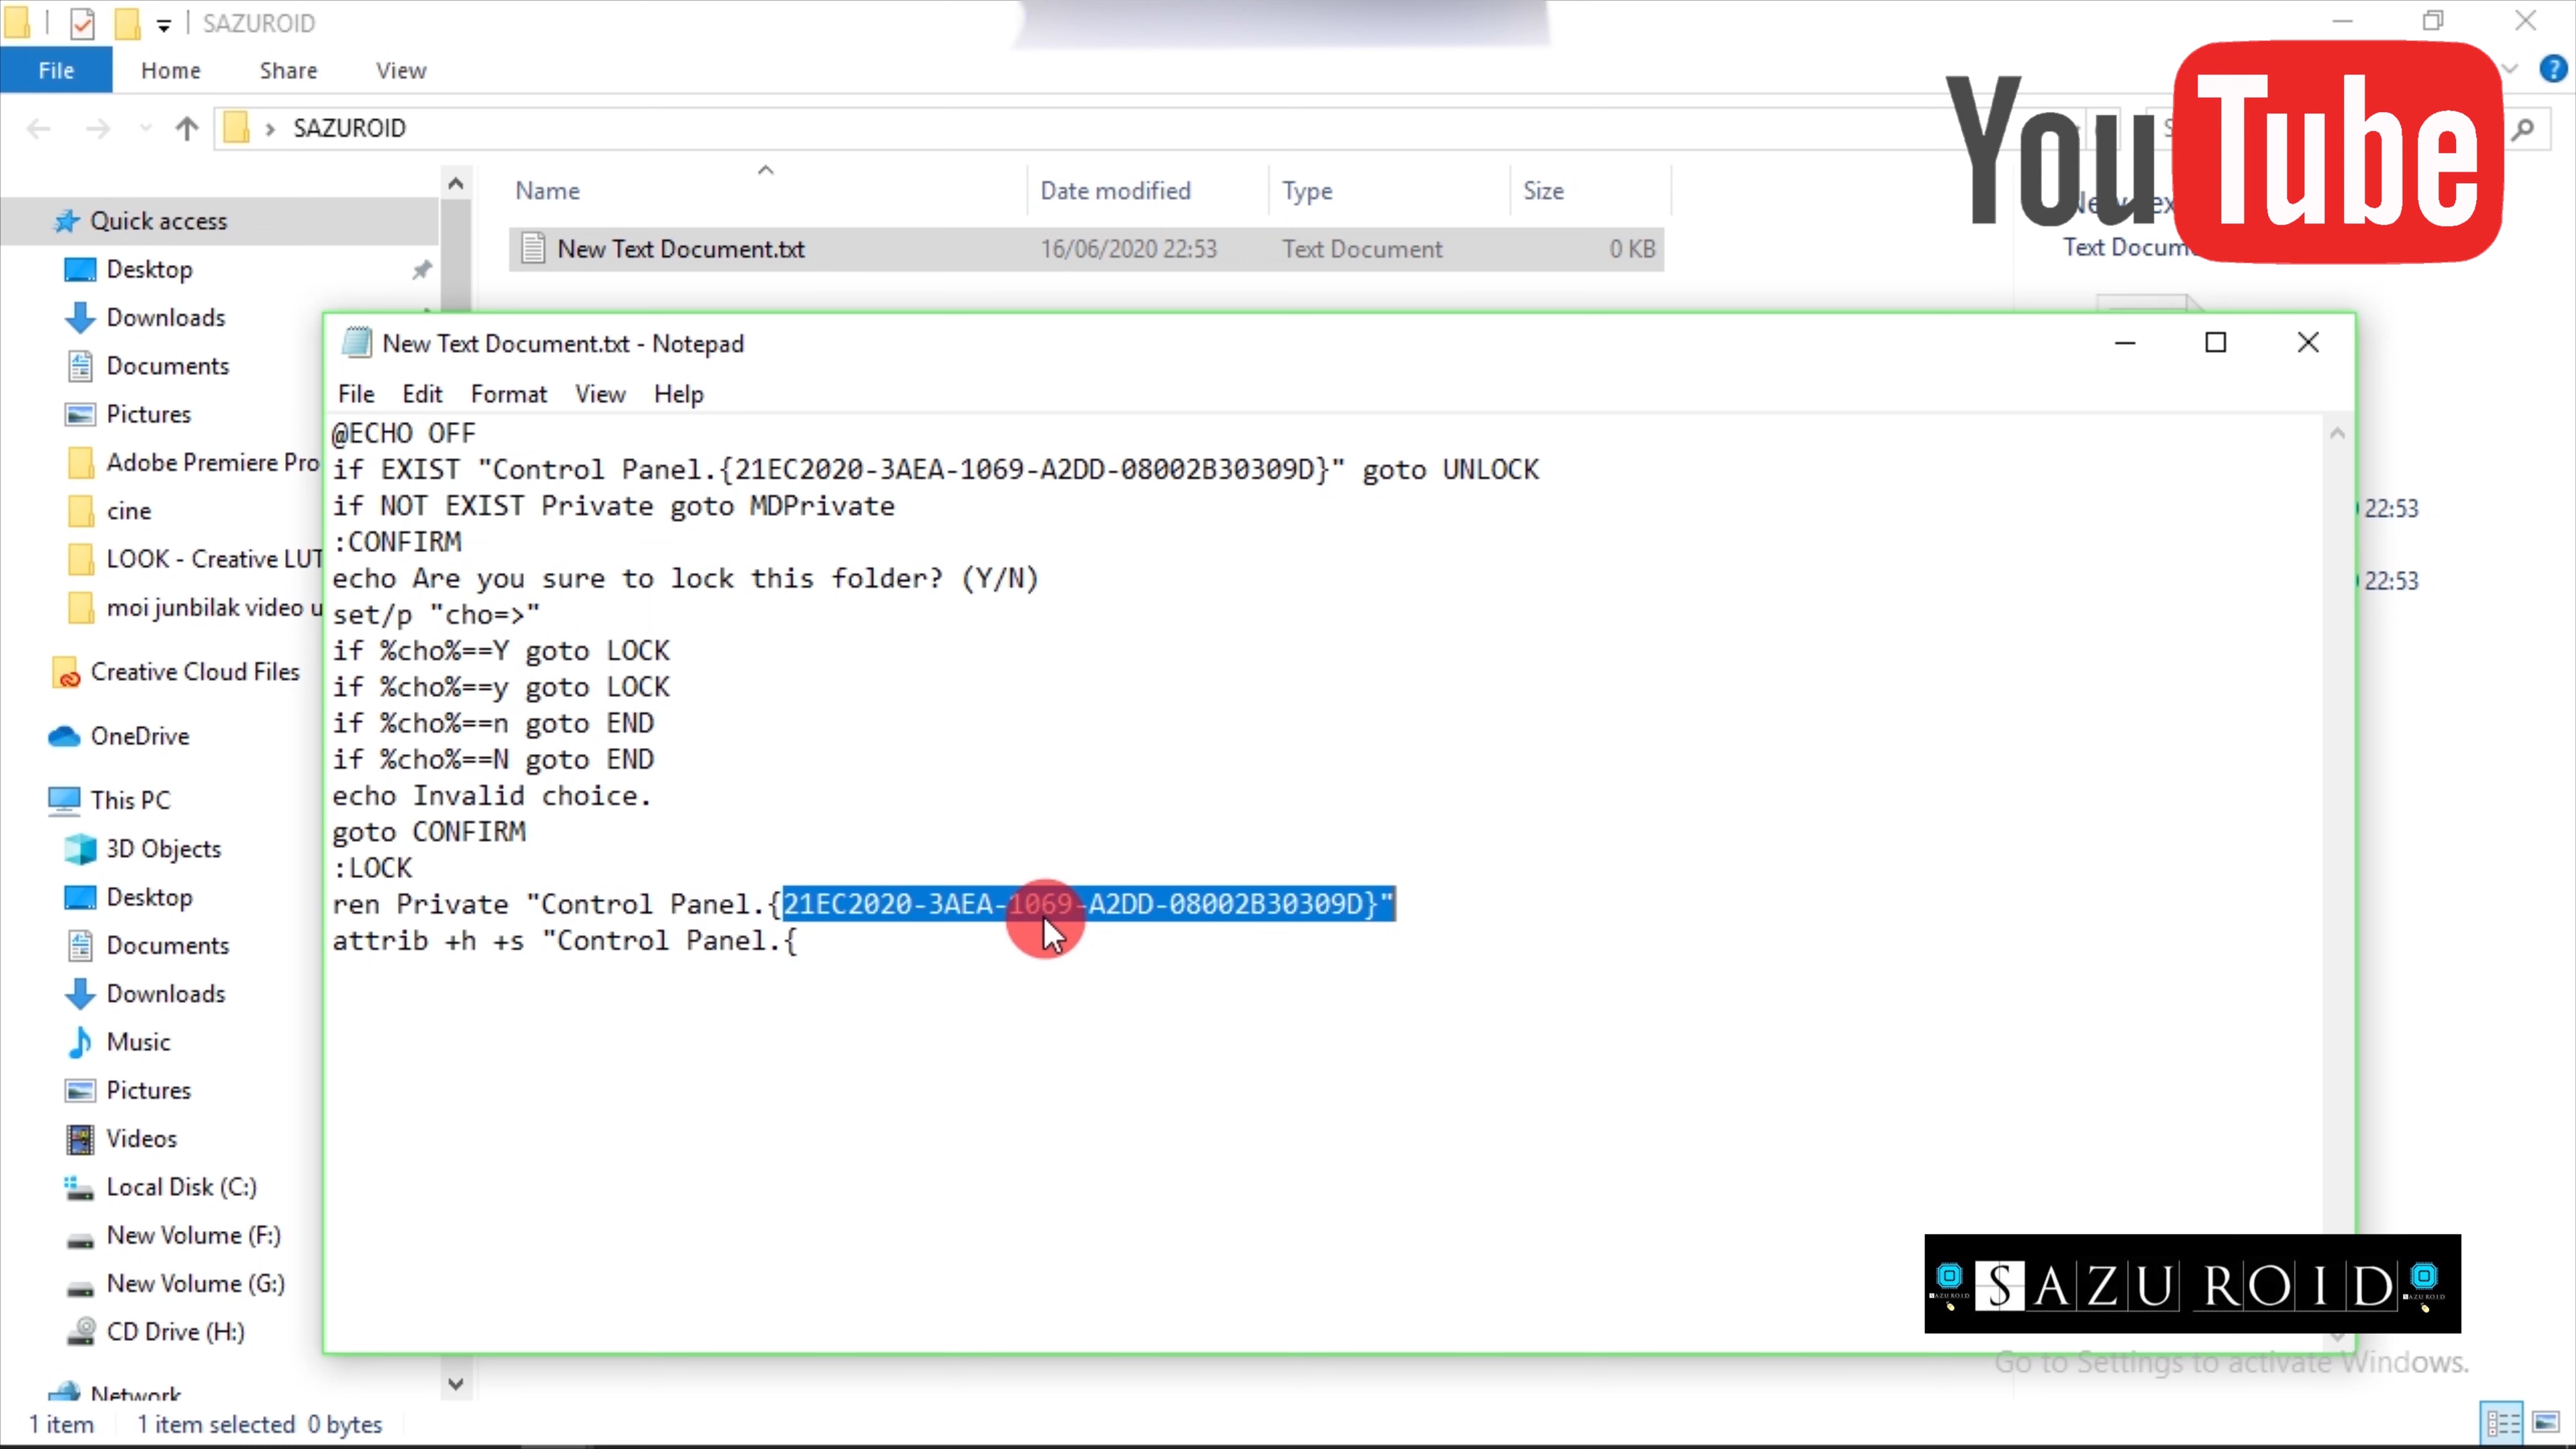 SAZUROID
File Home Share View
SAZUROID
Name Date modified Type Size
New Text Document.txt 16/06/2020 22:53 Text Document 0 KB
YouTube
Quick access
Desktop
Downloads
Documents
Pictures
Adobe Premiere Pro
cine
LOOK - Creative LUT
moi junbilak video u
Creative Cloud Files
OneDrive
This PC
3D Objects
Desktop
Documents
Downloads
Music
Pictures
Videos
Local Disk (C:)
New Volume (F:)
New Volume (G:)
CD Drive (H:)
Network
New Text Document.txt - Notepad
File Edit Format View Help
@ECHO OFF
if EXIST "Control Panel.{21EC2020-3AEA-1069-A2DD-08002B30309D}" goto UNLOCK
if NOT EXIST Private goto MDPrivate
:CONFIRM
echo Are you sure to lock this folder? (Y/N)
set/p "cho=>"
if %cho%==Y goto LOCK
if %cho%==y goto LOCK
if %cho%==n goto END
if %cho%==N goto END
echo Invalid choice.
goto CONFIRM
:LOCK
ren Private "Control Panel.{21EC2020-3AEA-1069-A2DD-08002B30309D}"
attrib +h +s "Control Panel.{
22:53
22:53
SAZUROID
Go to Settings to activate Windows.
1 item 1 item selected 0 bytes